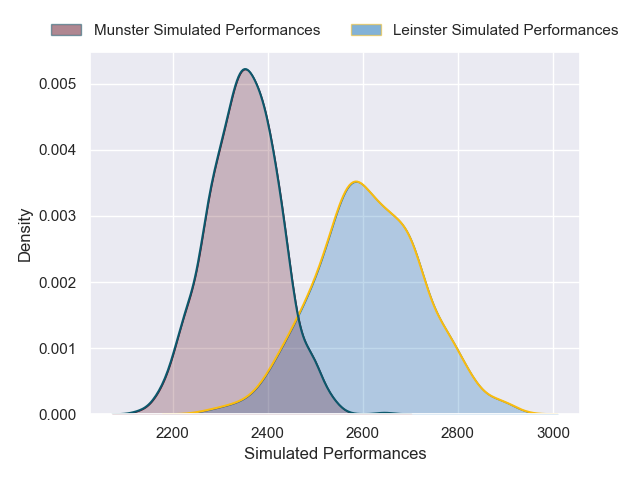 Munster Simulated Performances Leinster Simulated Performances
0.005
0.004
0.003
0.002
0.001
0.000
Density
2200 2400 2600 2800 3000
Simulated Performances